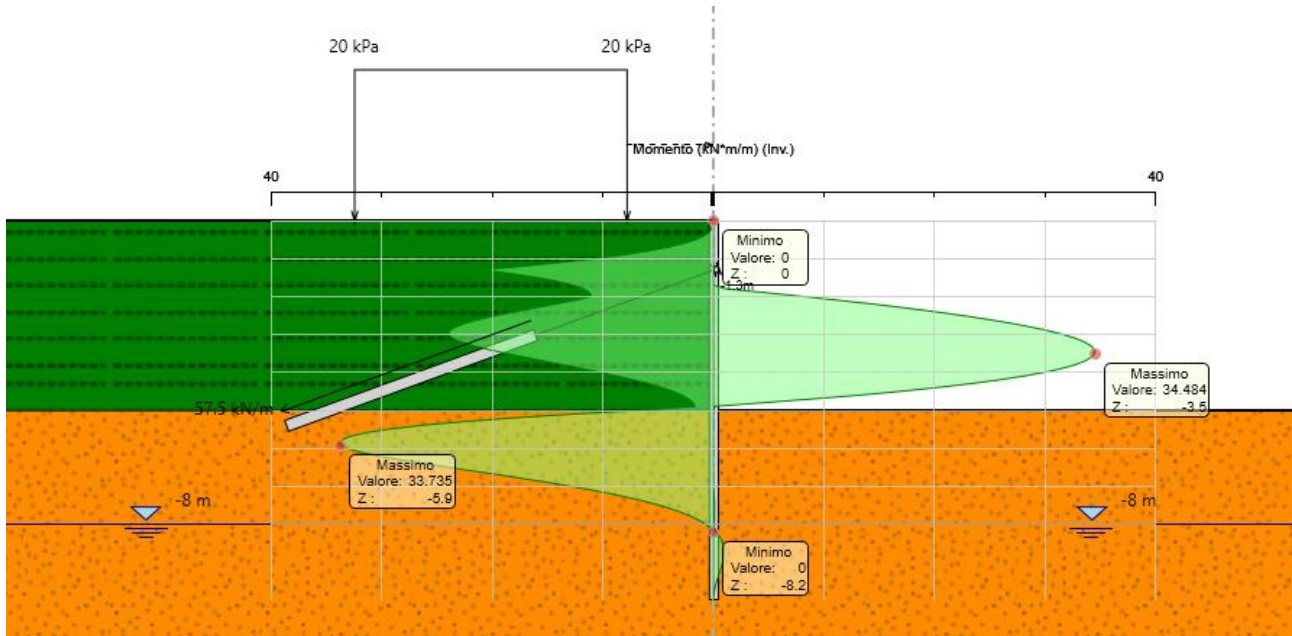 20 kPa
20 kPa
Momento (kN*m/m) (Inv.)
40
40
Minimo
Valore: 0
Z : 0
-1.3m
Massimo
Valore: 34.484
Z : -3.5
57.5 kN/m
Massimo
Valore: 33.735
Z : -5.9
-8 m
-8 m
Minimo
Valore: 0
Z : -8.2